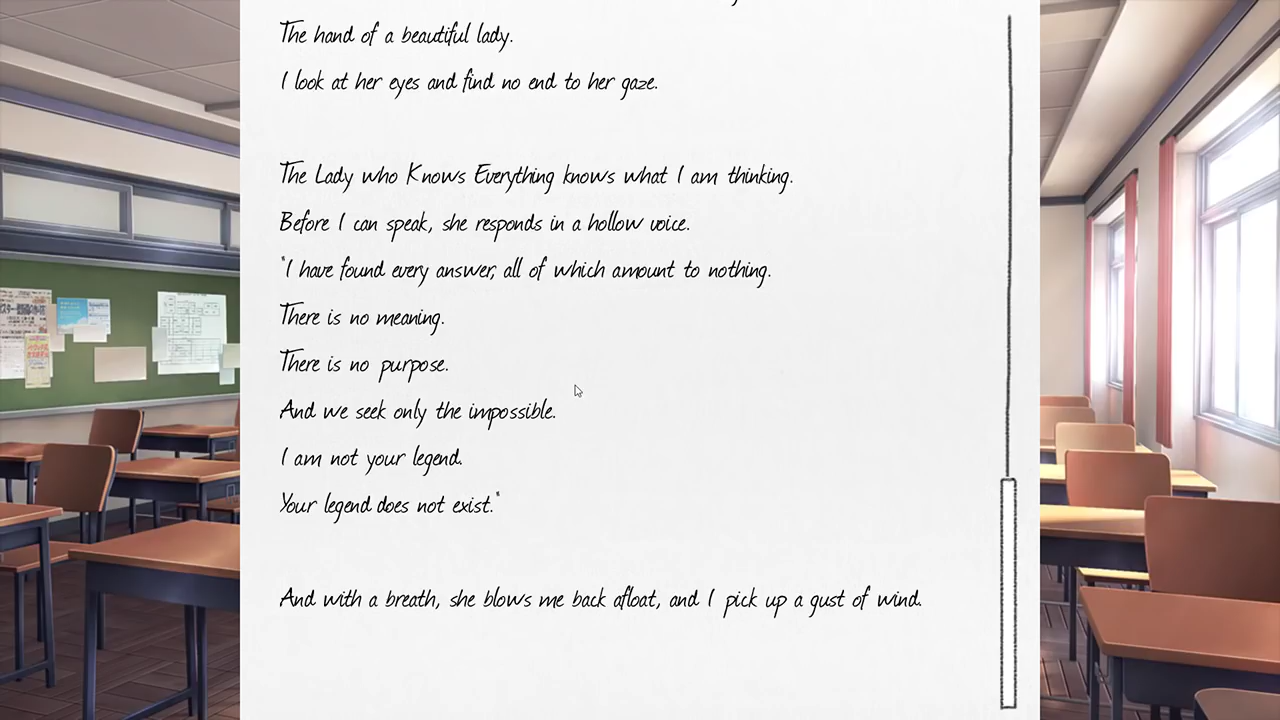 The hand of a beautiful lady.
I look at her eyes and find no end to her gaze.
The Lady who Knows Everything knows what I am thinking.
Before I can speak, she responds in a hollow voice.
"I have found every answer, all of which amount to nothing.
There is no meaning.
There is no purpose.
And we seek only the impossible.
I am not your legend.
Your legend does not exist."
And with a breath, she blows me back afloat, and I pick up a gust of wind.